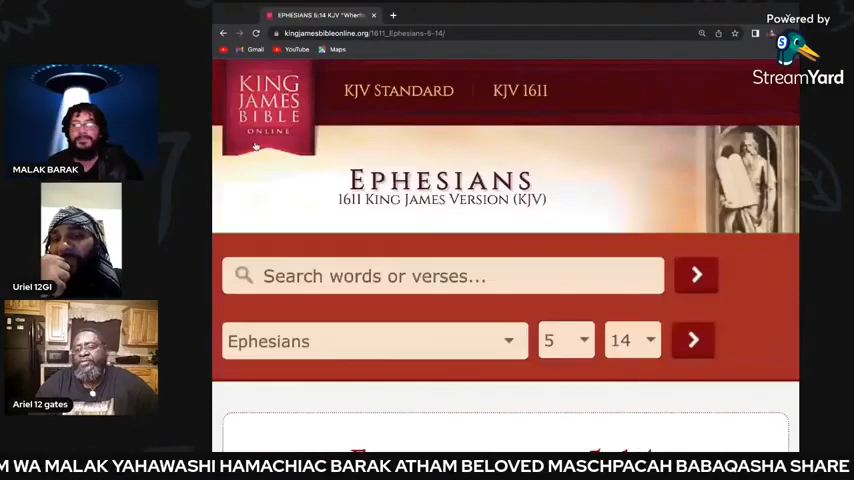 EPHESIANS 5:14 KJV "Wheref
kingjamesbibleonline.org/1611_Ephesians-5-14/
Gmail
YouTube
Maps
Powered by
StreamYard
KING
JAMES
BIBLE
ONLINE
KJV STANDARD
KJV 1611
EPHESIANS
1611 KING JAMES VERSION (KJV)
Search words or verses...
Ephesians
5
14
MALAK BARAK
Uriel 12GI
Ariel 12 gates
M WA MALAK YAHAWASHI HAMACHIAC BARAK ATHAM BELOVED MASCHPACAH BABAQASHA SHARE